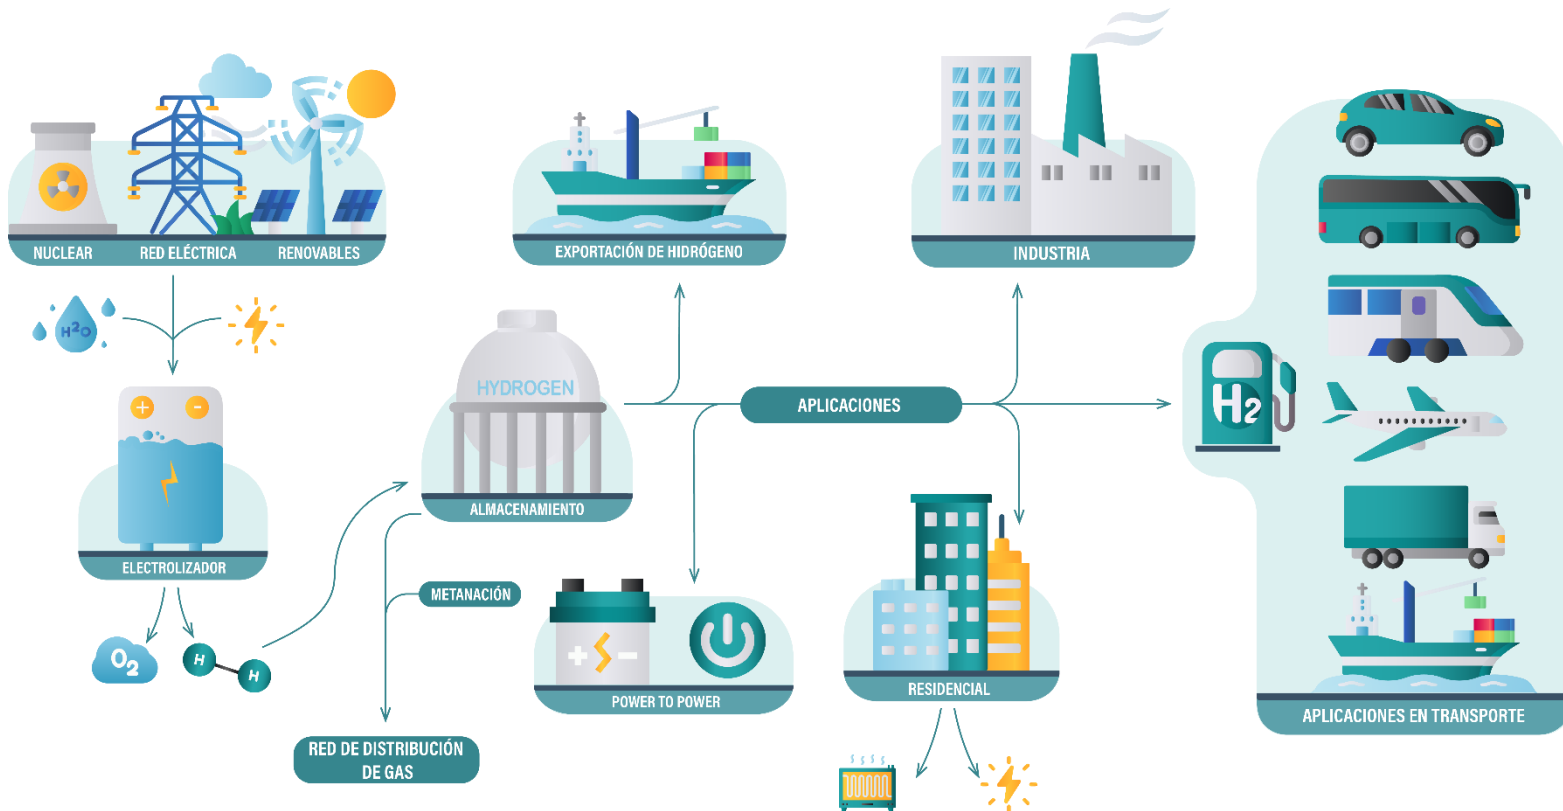 NUCLEAR
RED ELÉCTRICA
RENOVABLES
H2O
+
-
ELECTROLIZADOR
O2
H
H
HYDROGEN
ALMACENAMIENTO
METANACIÓN
RED DE DISTRIBUCIÓN
DE GAS
EXPORTACIÓN DE HIDRÓGENO
APLICACIONES
+
-
POWER TO POWER
INDUSTRIA
RESIDENCIAL
H2
APLICACIONES EN TRANSPORTE